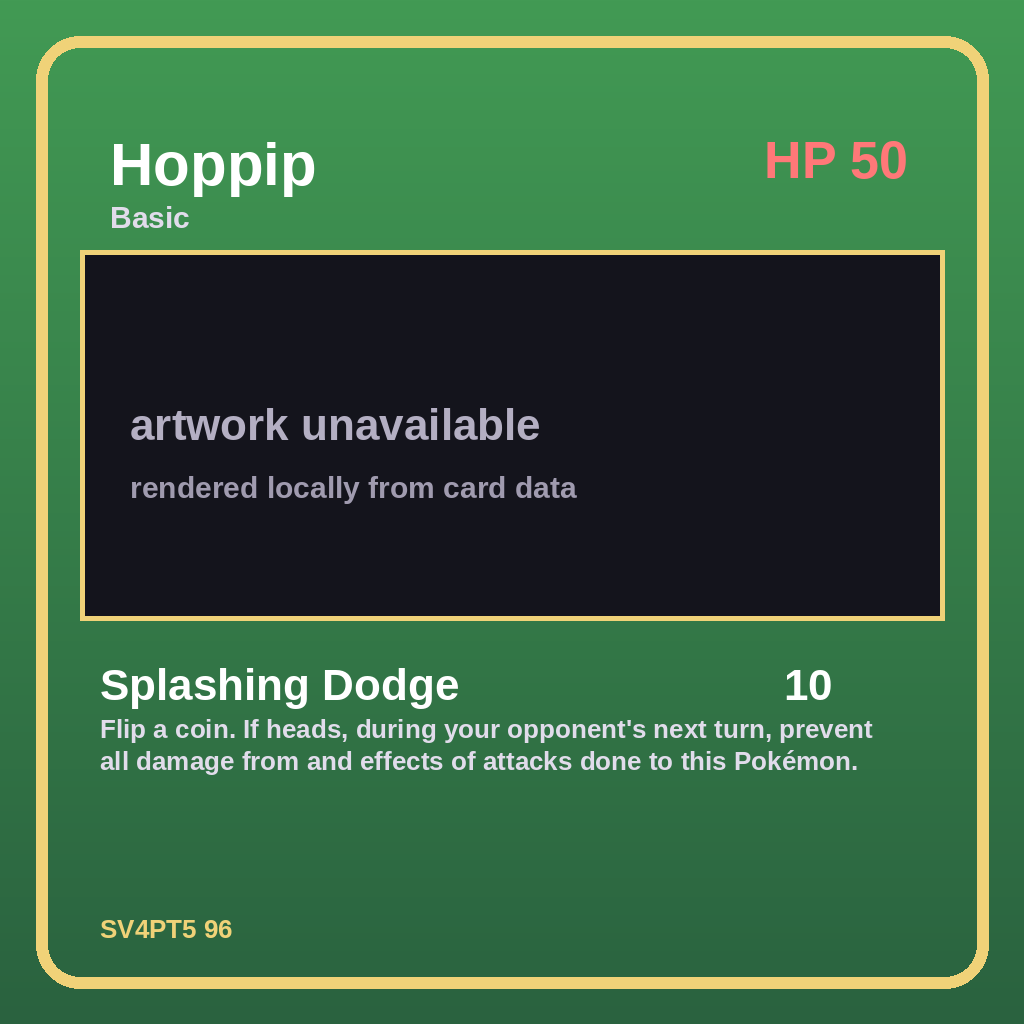 Hoppip
HP 50
Basic
artwork unavailable
rendered locally from card data
Splashing Dodge
10
Flip a coin. If heads, during your opponent's next turn, prevent
all damage from and effects of attacks done to this Pokémon.
SV4PT5 96